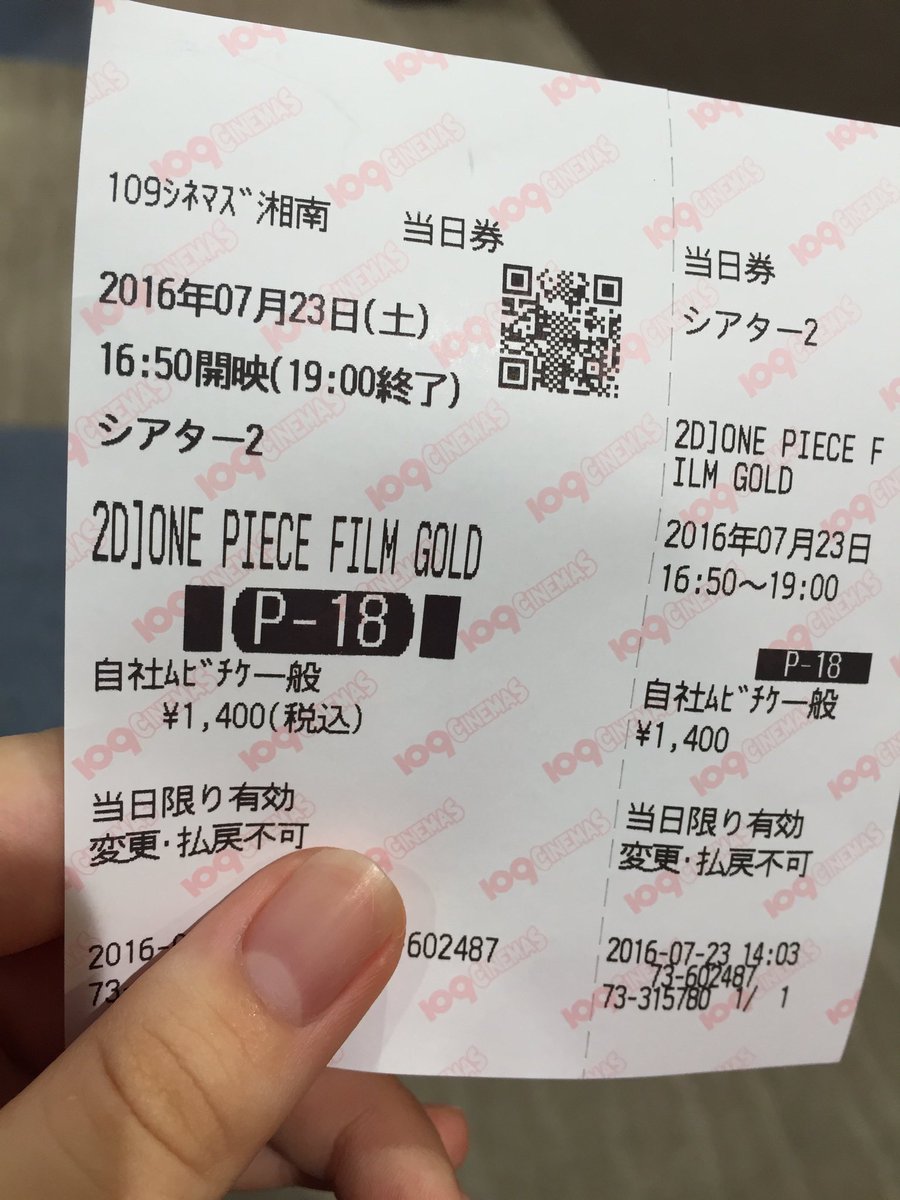 109シネマズ湘南 当日券
2016年07月23日(土)
16:50開映(19:00終了)
シアター2
2D]ONE PIECE FILM GOLD
P-18
自社ムビチケ一般
¥1,400(税込)
当日限り有効
変更・払戻不可
2016-
602487
73-
当日券
シアター2
2D]ONE PIECE F
ILM GOLD
2016年07月23日
16:50～19:00
P-18
自社ムビチケ一般
¥1,400
当日限り有効
変更・払戻不可
2016-07-23 14:03
73-602487
73-315780 1/ 1
109 CINEMAS